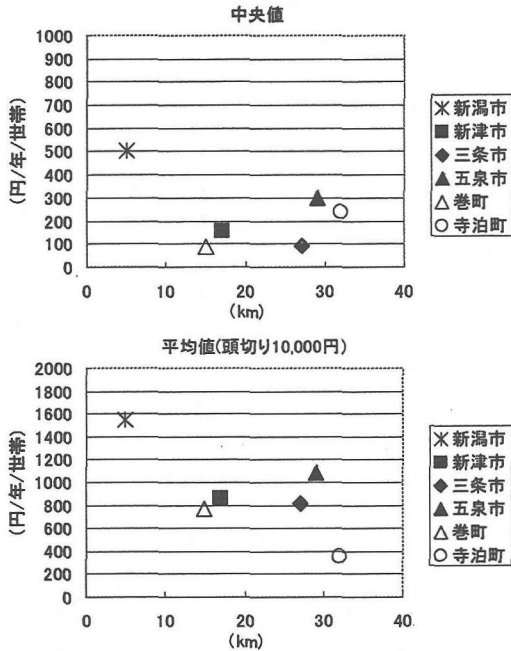 中央値
(円/年/世帯)
1000
900
800
700
600
500
400
300
200
100
0
0 10 20 30 40
(km)
新潟市
新津市
三条市
五泉市
巻町
寺泊町
平均値(頭切り10,000円)
(円/年/世帯)
2000
1800
1600
1400
1200
1000
800
600
400
200
0
0 10 20 30 40
(km)
新潟市
新津市
三条市
五泉市
巻町
寺泊町